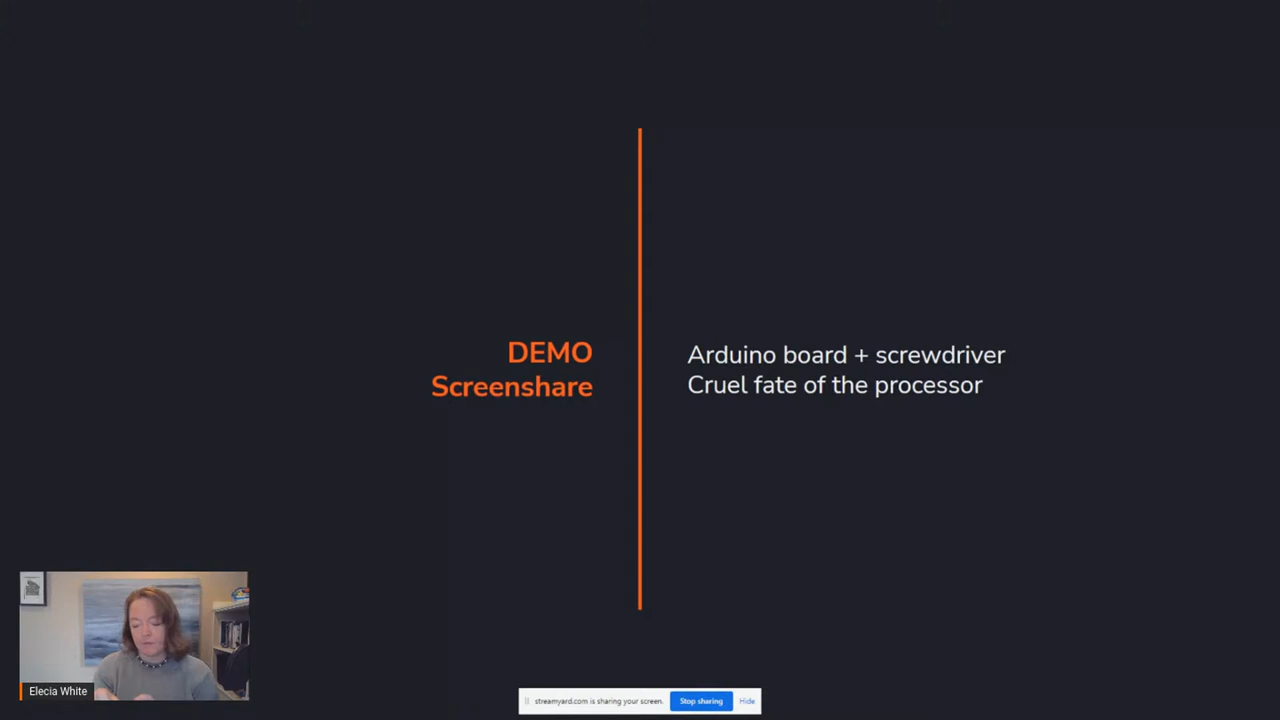 DEMO
Screenshare
Arduino board + screwdriver
Cruel fate of the processor
Elecia White
streamyard.com is sharing your screen.
Stop sharing
Hide